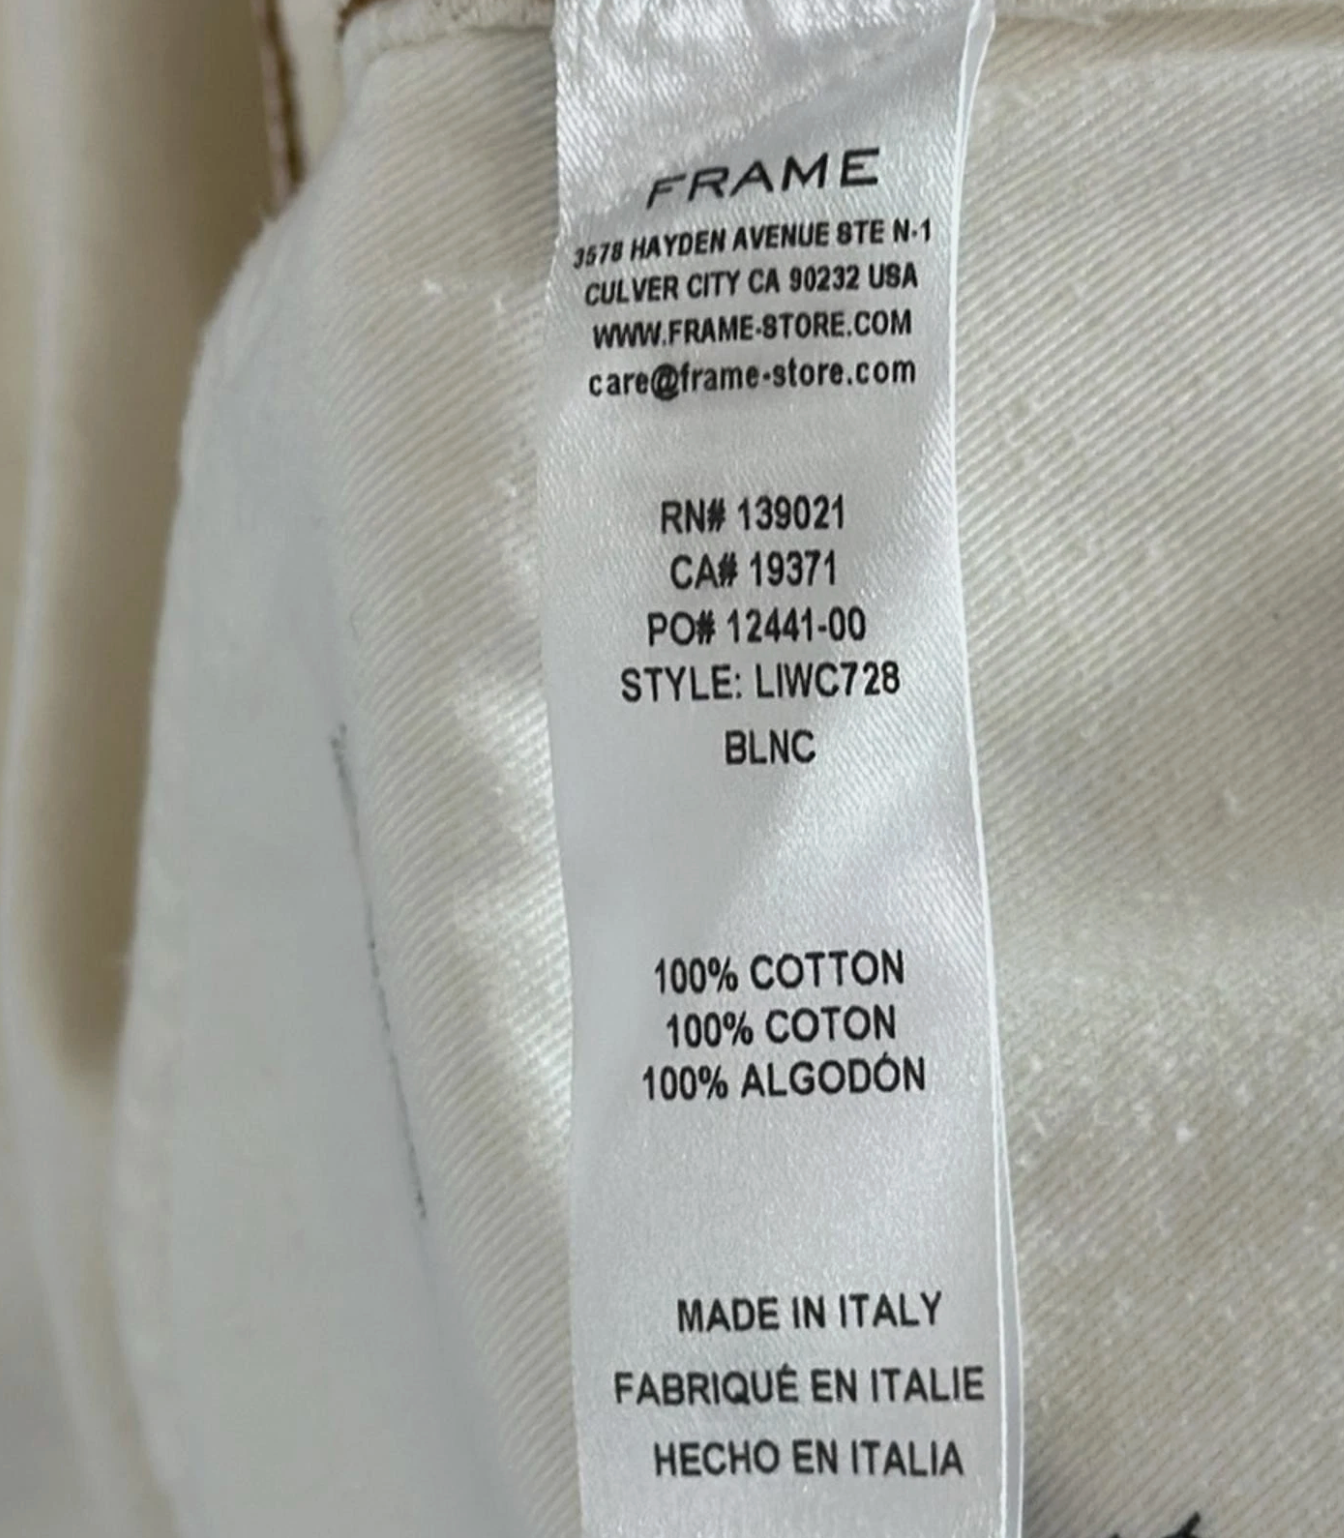 FRAME
3578 HAYDEN AVENUE STE N-1
CULVER CITY CA 90232 USA
WWW.FRAME-STORE.COM
care@frame-store.com
RN# 139021
CA# 19371
PO# 12441-00
STYLE: LIWC728
BLNC
100% COTTON
100% COTON
100% ALGODÓN
MADE IN ITALY
FABRIQUÉ EN ITALIE
HECHO EN ITALIA